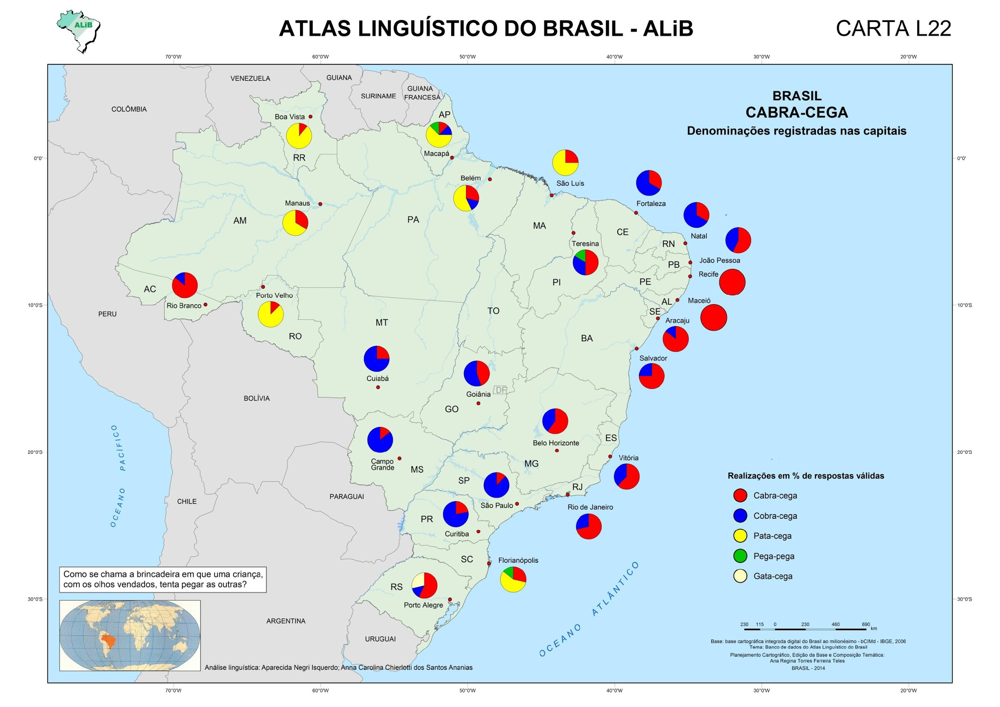 ALiB
ATLAS LINGUÍSTICO DO BRASIL - ALiB
CARTA L22
70°0'W 60°0'W 50°0'W 40°0'W 30°0'W 20°0'W
BRASIL
CABRA-CEGA
Denominações registradas nas capitais
VENEZUELA
GUIANA
SURINAME
GUIANA
FRANCESA
COLÔMBIA
Boa Vista
RR
AP
Macapá
0°0'
0°0'
Belém
São Luís
Manaus
AM
PA
MA
Fortaleza
CE
Teresina
Natal
RN
João Pessoa
PB
Recife
PE
PI
AC
Rio Branco
Porto Velho
RO
AL
Maceió
SE
Aracaju
10°0'S
10°0'S
PERU
MT
TO
BA
Salvador
Cuiabá
Goiânia
DF
GO
BOLÍVIA
Belo Horizonte
ES
MG
20°0'S
20°0'S
Campo
Grande
MS
Vitória
SP
São Paulo
RJ
Rio de Janeiro
PARAGUAI
CHILE
PR
Curitiba
SC
Florianópolis
RS
Porto Alegre
ARGENTINA
URUGUAI
30°0'S
30°0'S
OCEANO PACÍFICO
OCEANO ATLÂNTICO
Realizações em % de respostas válidas
Cabra-cega
Cobra-cega
Pata-cega
Pega-pega
Gata-cega
Como se chama a brincadeira em que uma criança,
com os olhos vendados, tenta pegar as outras?
230 115 0 230 460 690
km
Base: base cartográfica integrada digital do Brasil ao milionésimo - bCIMd - IBGE, 2006
Tema: Banco de dados do Atlas Linguístico do Brasil
Planejamento Cartográfico, Edição da Base e Composição Temática:
Ana Regina Torres Ferreira Teles
BRASIL - 2014
Análise linguística: Aparecida Negri Isquerdo; Anna Carolina Chierlotti dos Santos Ananias
70°0'W 60°0'W 50°0'W 40°0'W 30°0'W 20°0'W